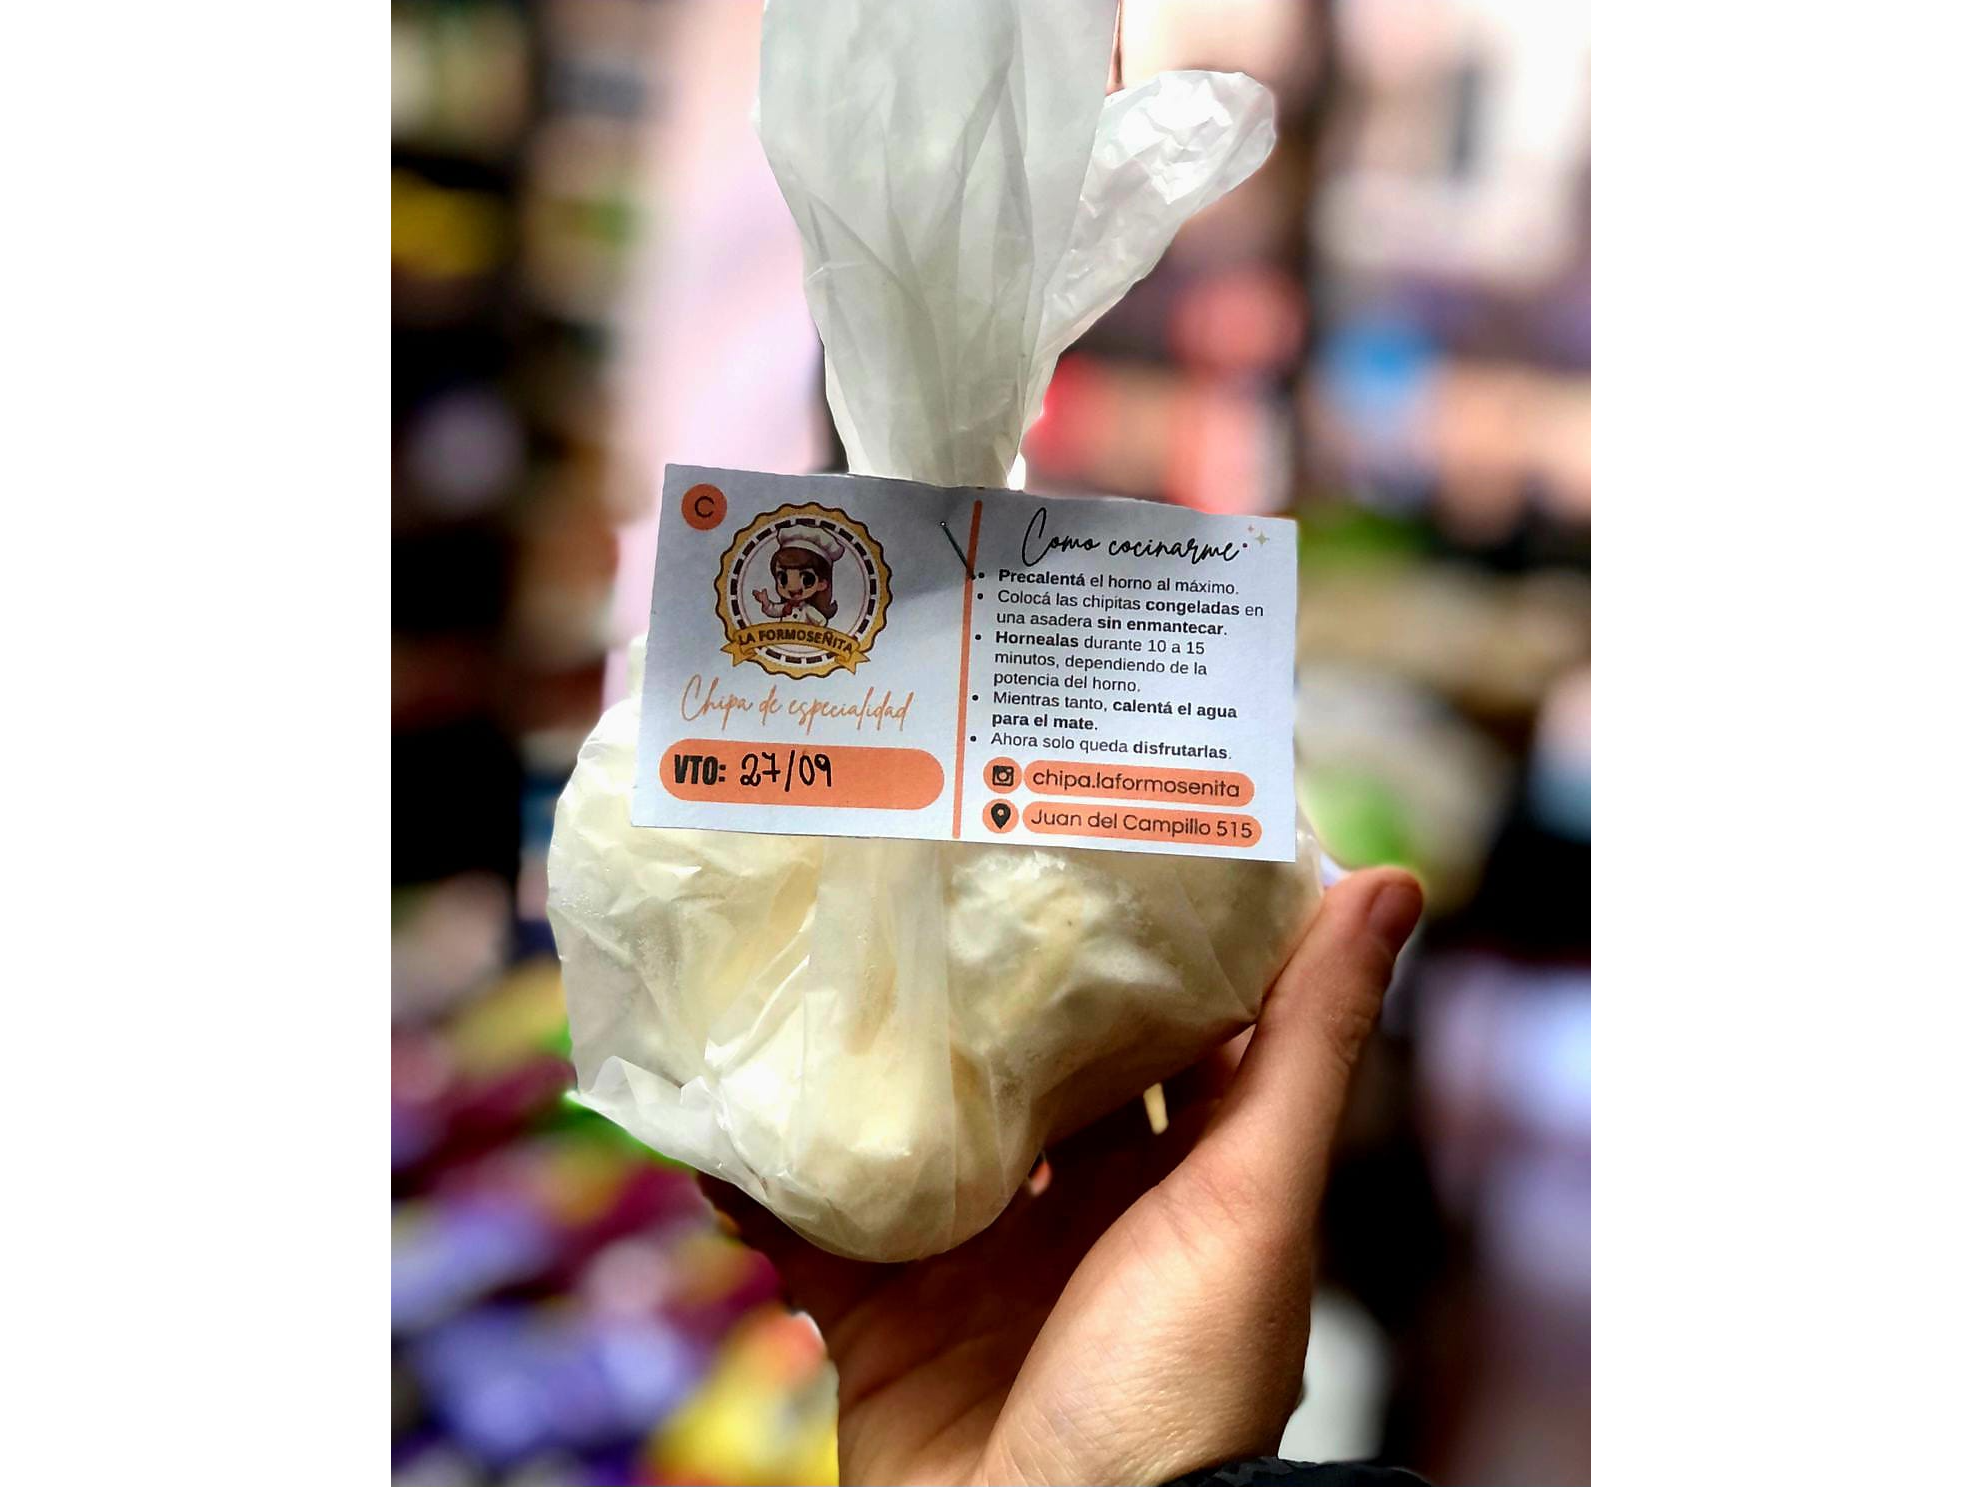 C
LA FORMOSEÑITA
Chipa de especialidad
VTO: 27/09
Como cocinarme
• Precalentá el horno al máximo.
• Colocá las chipitas congeladas en
una asadera sin enmantecar.
• Hornealas durante 10 a 15
minutos, dependiendo de la
potencia del horno.
• Mientras tanto, calentá el agua
para el mate.
• Ahora solo queda disfrutarlas.
chipa.laformosenita
Juan del Campillo 515